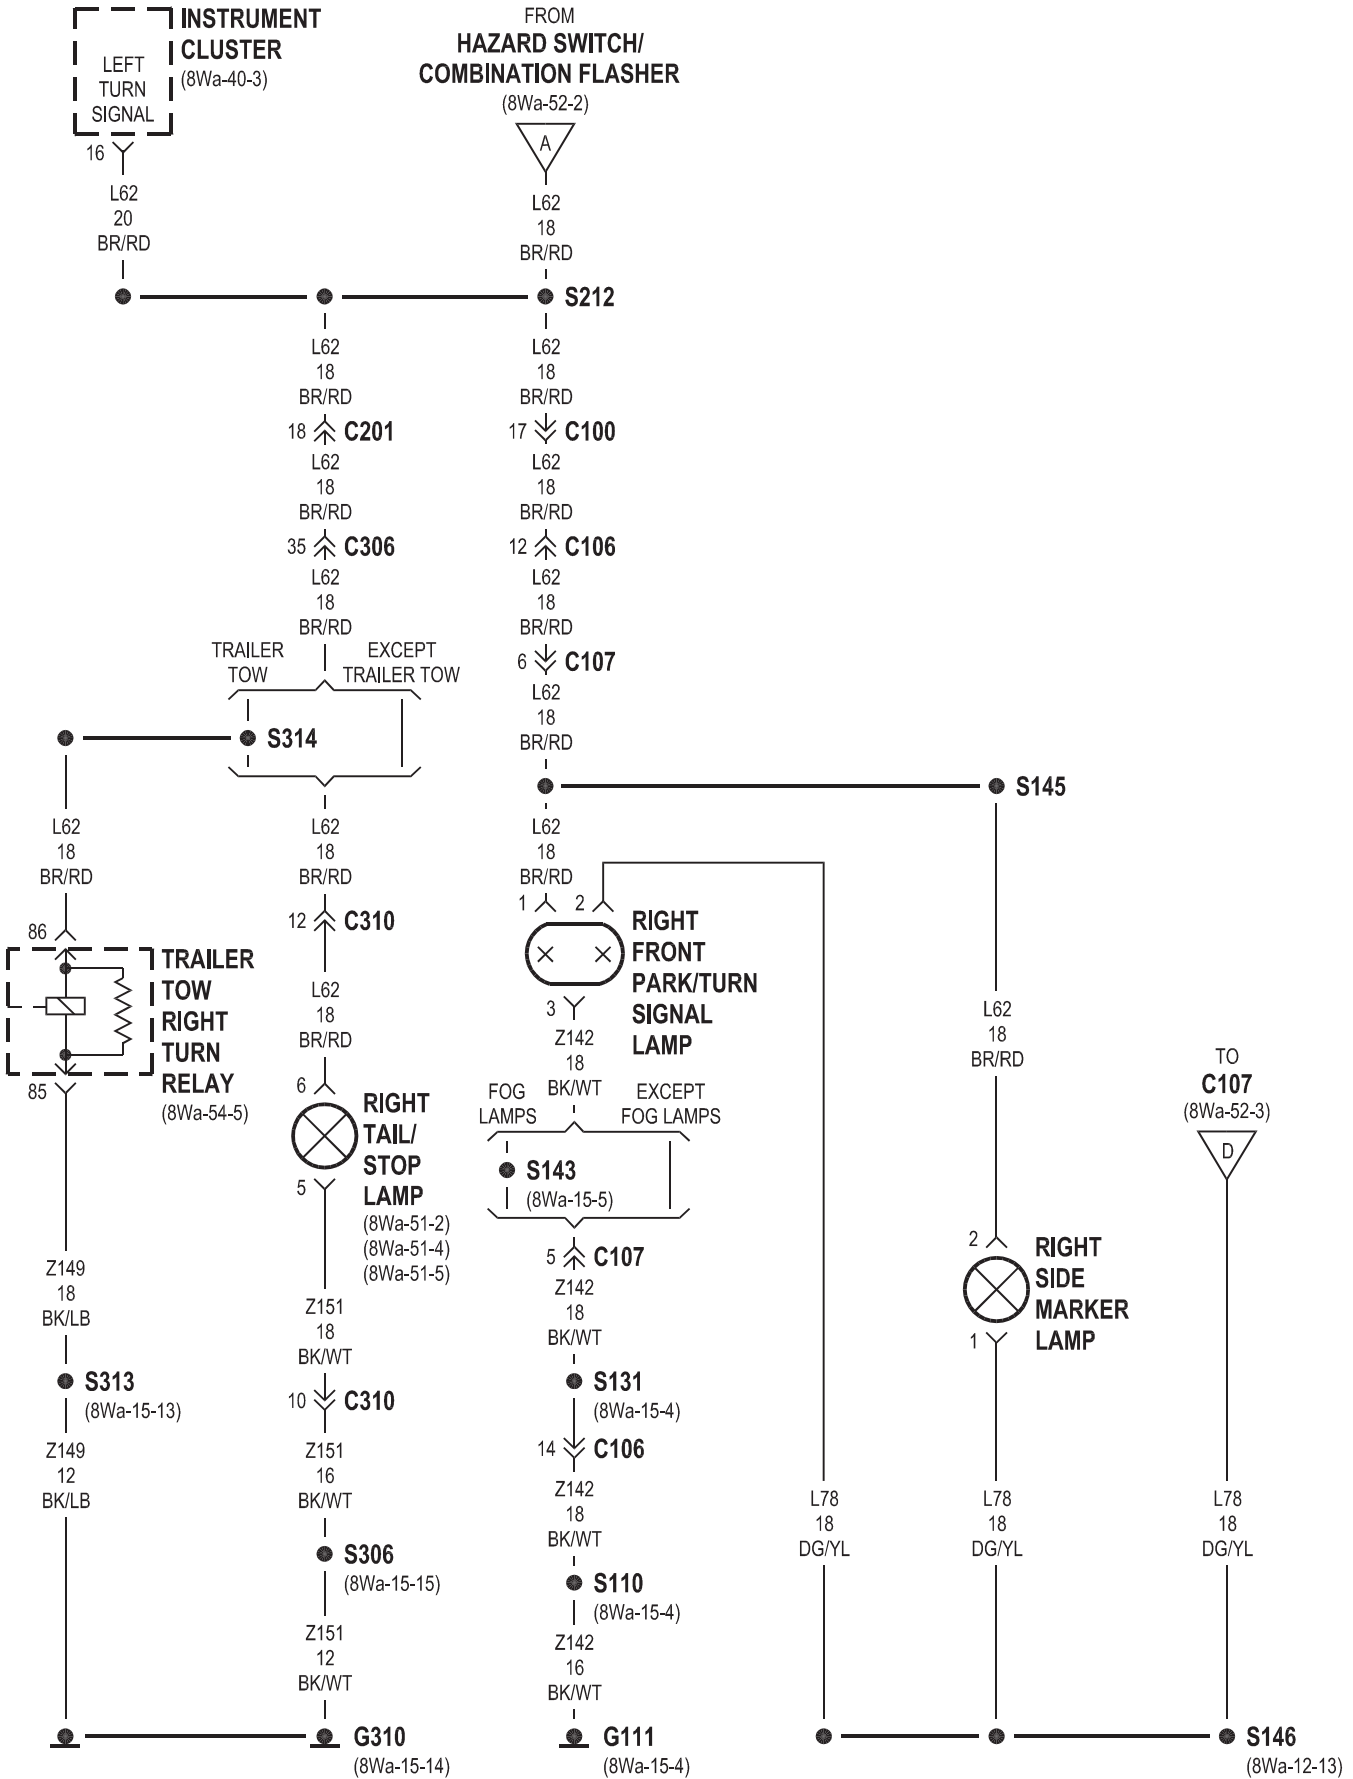 INSTRUMENT
CLUSTER
(8Wa-40-3)
LEFT
TURN
SIGNAL
16
L62
20
BR/RD
FROM
HAZARD SWITCH/
COMBINATION FLASHER
(8Wa-52-2)
A
L62
18
BR/RD
S212
L62
18
BR/RD
18
C201
L62
18
BR/RD
35
C306
L62
18
BR/RD
TRAILER
TOW
EXCEPT
TRAILER TOW
S314
L62
18
BR/RD
17
C100
L62
18
BR/RD
12
C106
L62
18
BR/RD
6
C107
L62
18
BR/RD
S145
L62
18
BR/RD
86
TRAILER
TOW
RIGHT
TURN
RELAY
(8Wa-54-5)
85
Z149
18
BK/LB
S313
(8Wa-15-13)
Z149
12
BK/LB
L62
18
BR/RD
12
C310
L62
18
BR/RD
6
RIGHT
TAIL/
STOP
LAMP
(8Wa-51-2)
(8Wa-51-4)
(8Wa-51-5)
5
Z151
18
BK/WT
10
C310
Z151
16
BK/WT
S306
(8Wa-15-15)
Z151
12
BK/WT
G310
(8Wa-15-14)
L62
18
BR/RD
1
2
RIGHT
FRONT
PARK/TURN
SIGNAL
LAMP
3
Z142
18
BK/WT
FOG
LAMPS
EXCEPT
FOG LAMPS
S143
(8Wa-15-5)
5
C107
Z142
18
BK/WT
S131
(8Wa-15-4)
14
C106
Z142
18
BK/WT
S110
(8Wa-15-4)
Z142
16
BK/WT
G111
(8Wa-15-4)
L78
18
DG/YL
L62
18
BR/RD
2
RIGHT
SIDE
MARKER
LAMP
1
L78
18
DG/YL
TO
C107
(8Wa-52-3)
D
L78
18
DG/YL
S146
(8Wa-12-13)